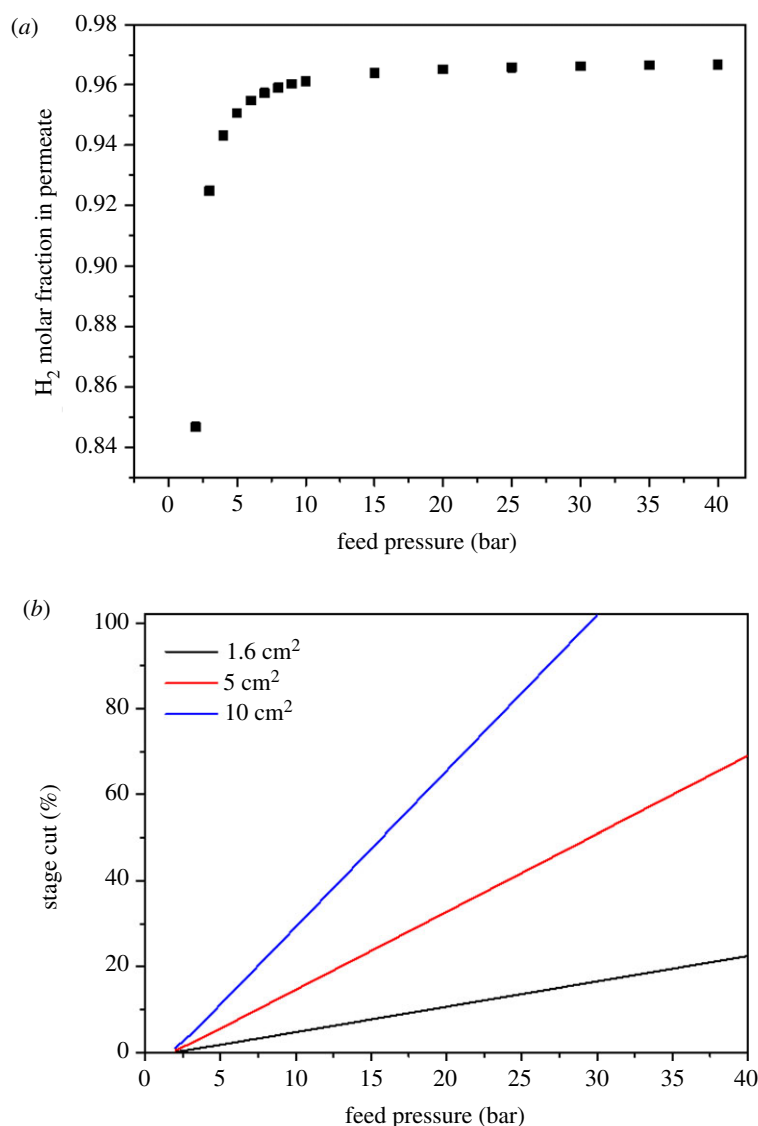 (a)
0.98
0.96
0.94
0.92
0.90
0.88
0.86
0.84
H2 molar fraction in permeate
0 5 10 15 20 25 30 35 40
feed pressure (bar)
(b)
100
80
60
40
20
0
stage cut (%)
1.6 cm²
5 cm²
10 cm²
0 5 10 15 20 25 30 35 40
feed pressure (bar)